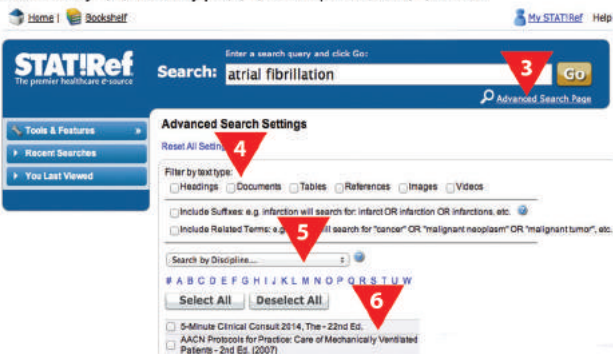 Home | Bookshelf
My STAT!Ref Help
STAT!Ref
The premier healthcare e-source
Enter a search query and click Go:
Search: atrial fibrillation
Go
3
Advanced Search Page
Tools & Features »
Recent Searches
You Last Viewed
Advanced Search Settings
Reset All
4
Filter by text type:
Headings Documents Tables References Images Videos
Include Suffixes: e.g. infarction will search for: infarct OR infarction OR infarctions, etc.
Include Related Terms: e.g. will search for "cancer" OR "malignant neoplasm" OR "malignant tumor", etc.
5
Search by Discipline...
# A B C D E F G H I J K L M N O P Q R S T U W
Select All Deselect All
6
5-Minute Clinical Consult 2014, The - 22nd Ed.
AACN Protocols for Practice: Care of Mechanically Ventilated
Patients - 2nd Ed. (2007)